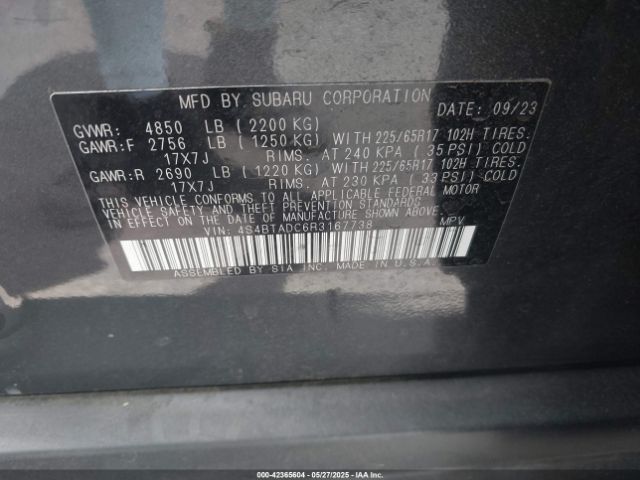 MFD BY SUBARU CORPORATION DATE: 09/23
GVWR: 4850 LB (2200 KG)
GAWR:F 2756 LB (1250 KG) WITH 225/65R17 102H TIRES.
17X7J RIMS. AT 240 KPA (35 PSI) COLD
GAWR:R 2690 LB (1220 KG) WITH 225/65R17 102H TIRES.
17X7J RIMS. AT 230 KPA (33 PSI) COLD
THIS VEHICLE CONFORMS TO ALL APPLICABLE FEDERAL MOTOR
VEHICLE SAFETY AND BUMPER THEFT PREVENTION STANDARDS
IN EFFECT ON THE DATE OF MANUFACTURE SHOWN ABOVE.
VIN: 4S4BTADC6R3167738 MPV
ASSEMBLED BY SIA INC. MADE IN U.S.A.
000-42365604 | 05/27/2025 | IAAI.com